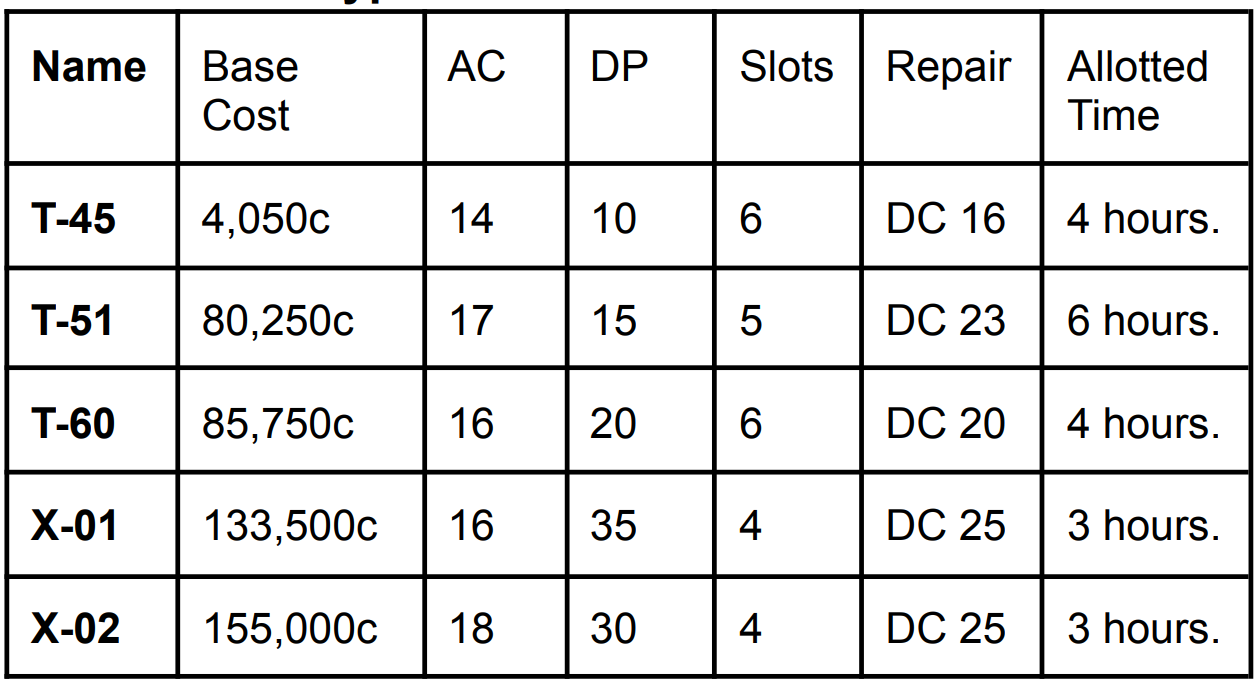 Name Base Cost AC DP Slots Repair Allotted Time
T-45 4,050c 14 10 6 DC 16 4 hours.
T-51 80,250c 17 15 5 DC 23 6 hours.
T-60 85,750c 16 20 6 DC 20 4 hours.
X-01 133,500c 16 35 4 DC 25 3 hours.
X-02 155,000c 18 30 4 DC 25 3 hours.